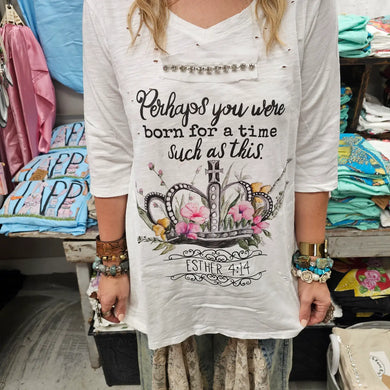 Perhaps you were
born for a time
such as this.
ESTHER 4:14